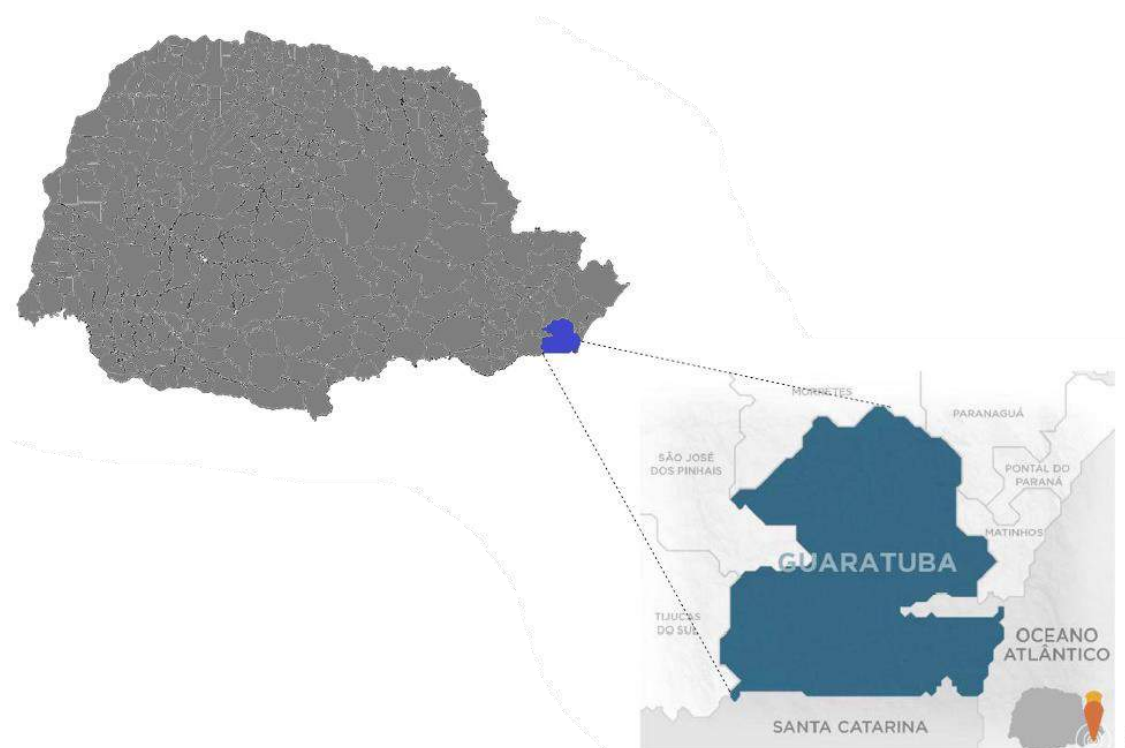 MORRETES
PARANAGUÁ
SÃO JOSÉ
DOS PINHAIS
PONTAL DO
PARANÁ
MATINHOS
GUARATUBA
TIJUCAS
DO SUL
OCEANO
ATLÂNTICO
SANTA CATARINA